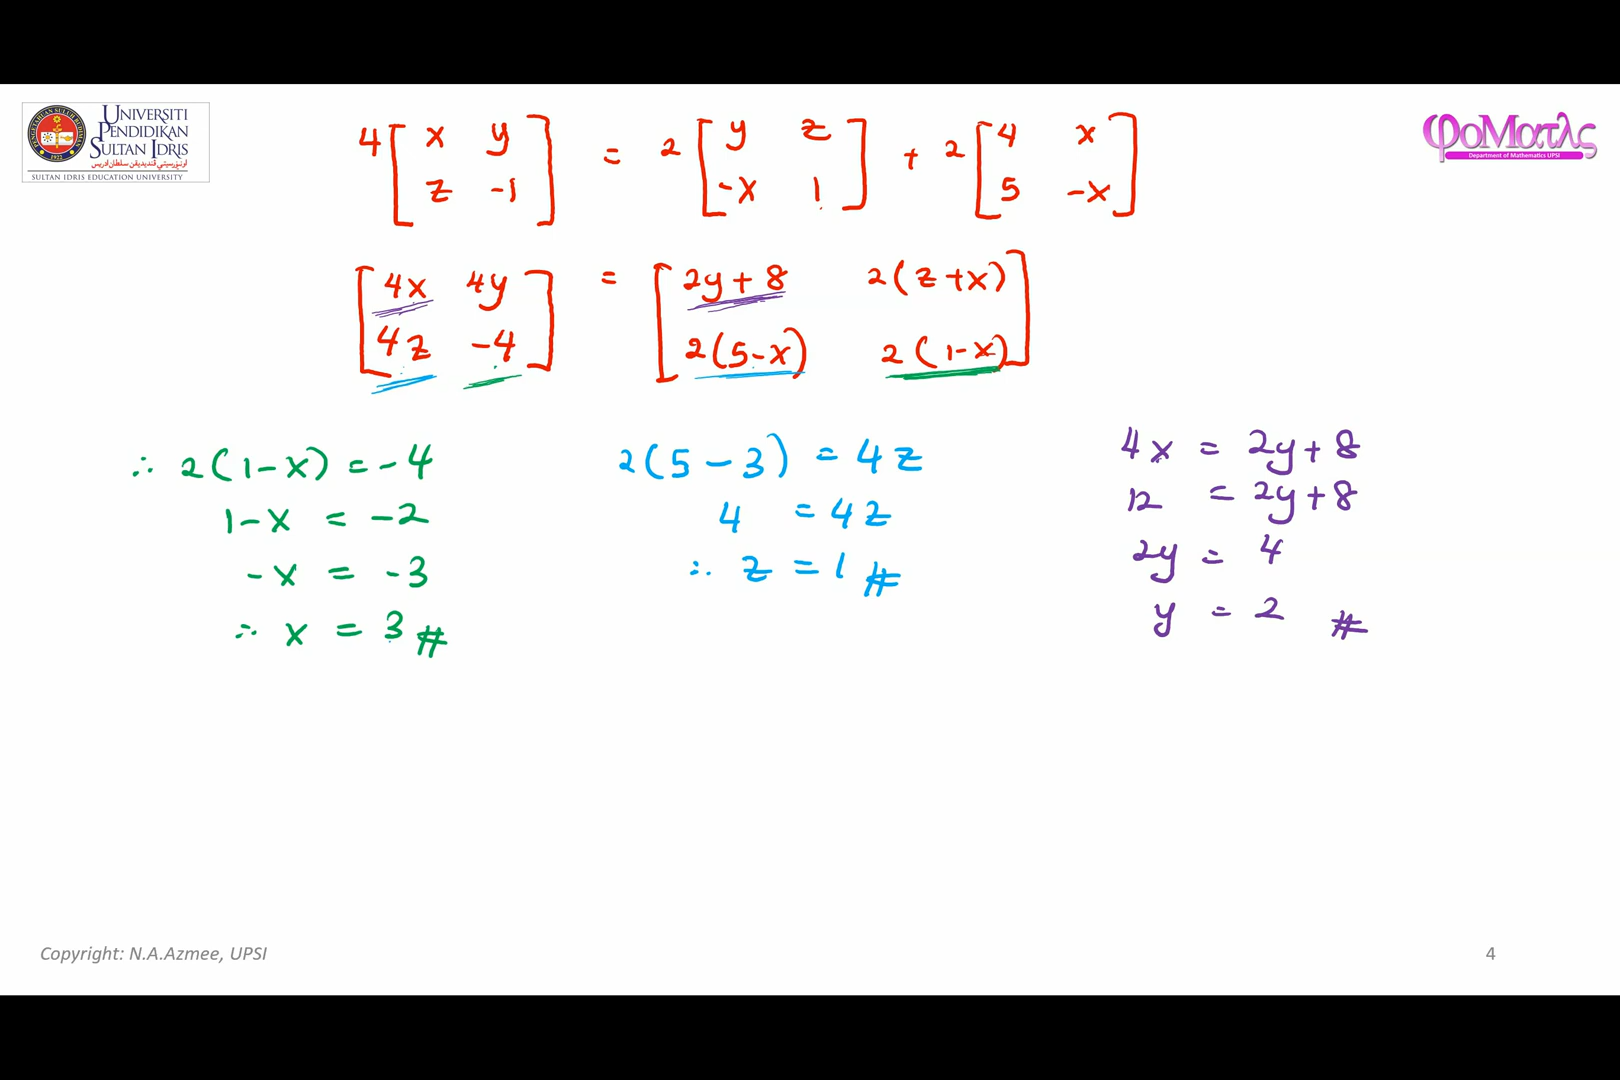 UNIVERSITI
PENDIDIKAN
SULTAN IDRIS
SULTAN IDRIS EDUCATION UNIVERSITY
φοΜατλς
Department of Mathematics UPSI
4 [ x y ; z -1 ] = 2 [ y z ; -x 1 ] + 2 [ 4 x ; 5 -x ]
[ 4x 4y ; 4z -4 ] = [ 2y + 8 2(z+x) ; 2(5-x) 2(1-x) ]
∴ 2(1-x) = -4
1-x = -2
-x = -3
∴ x = 3 #
2(5-3) = 4z
4 = 4z
∴ z = 1 #
4x = 2y+8
12 = 2y+8
2y = 4
y = 2 #
Copyright: N.A.Azmee, UPSI
4